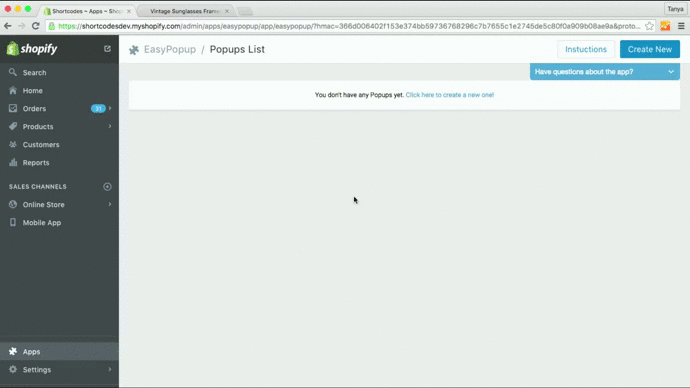 Shortcodes ~ Apps ~ Shop
Vintage Sunglasses Frame
Tanya
https://shortcodesdev.myshopify.com/admin/apps/easypopup/app/easypopup/?hmac=366d006402f153e374bb59736768296c7b7655c1e2745de5c80f0a909b08ae9a&proto...
shopify
EasyPopup / Popups List
Instuctions
Create New
Search
Have questions about the app?
Home
You don't have any Popups yet. Click here to create a new one!
Orders
31
Products
Customers
Reports
SALES CHANNELS
Online Store
Mobile App
Apps
Settings